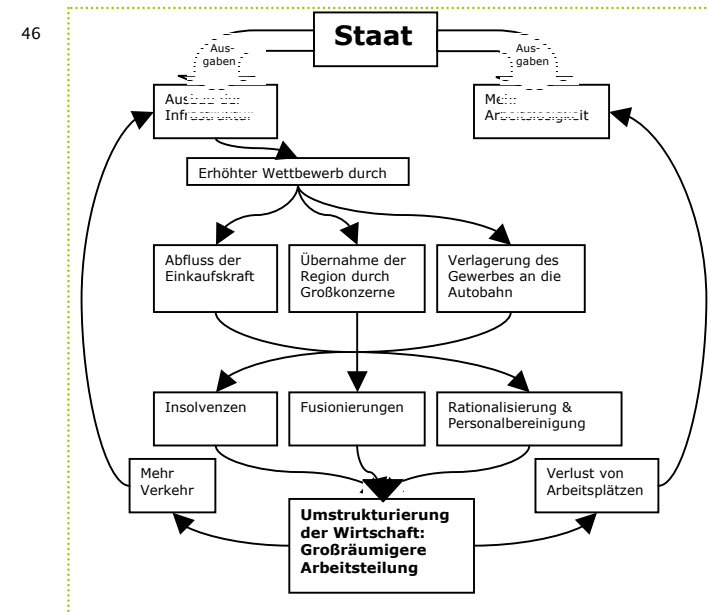 46
Staat
Aus-
gaben
Aus-
gaben
Ausbau der
Infrastruktur
Mehr
Arbeitslosigkeit
Erhöhter Wettbewerb durch
Abfluss der
Einkaufskraft
Übernahme der
Region durch
Großkonzerne
Verlagerung des
Gewerbes an die
Autobahn
Insolvenzen
Fusionierungen
Rationalisierung &
Personalbereinigung
Mehr
Verkehr
Verlust von
Arbeitsplätzen
Umstrukturierung
der Wirtschaft:
Großräumigere
Arbeitsteilung